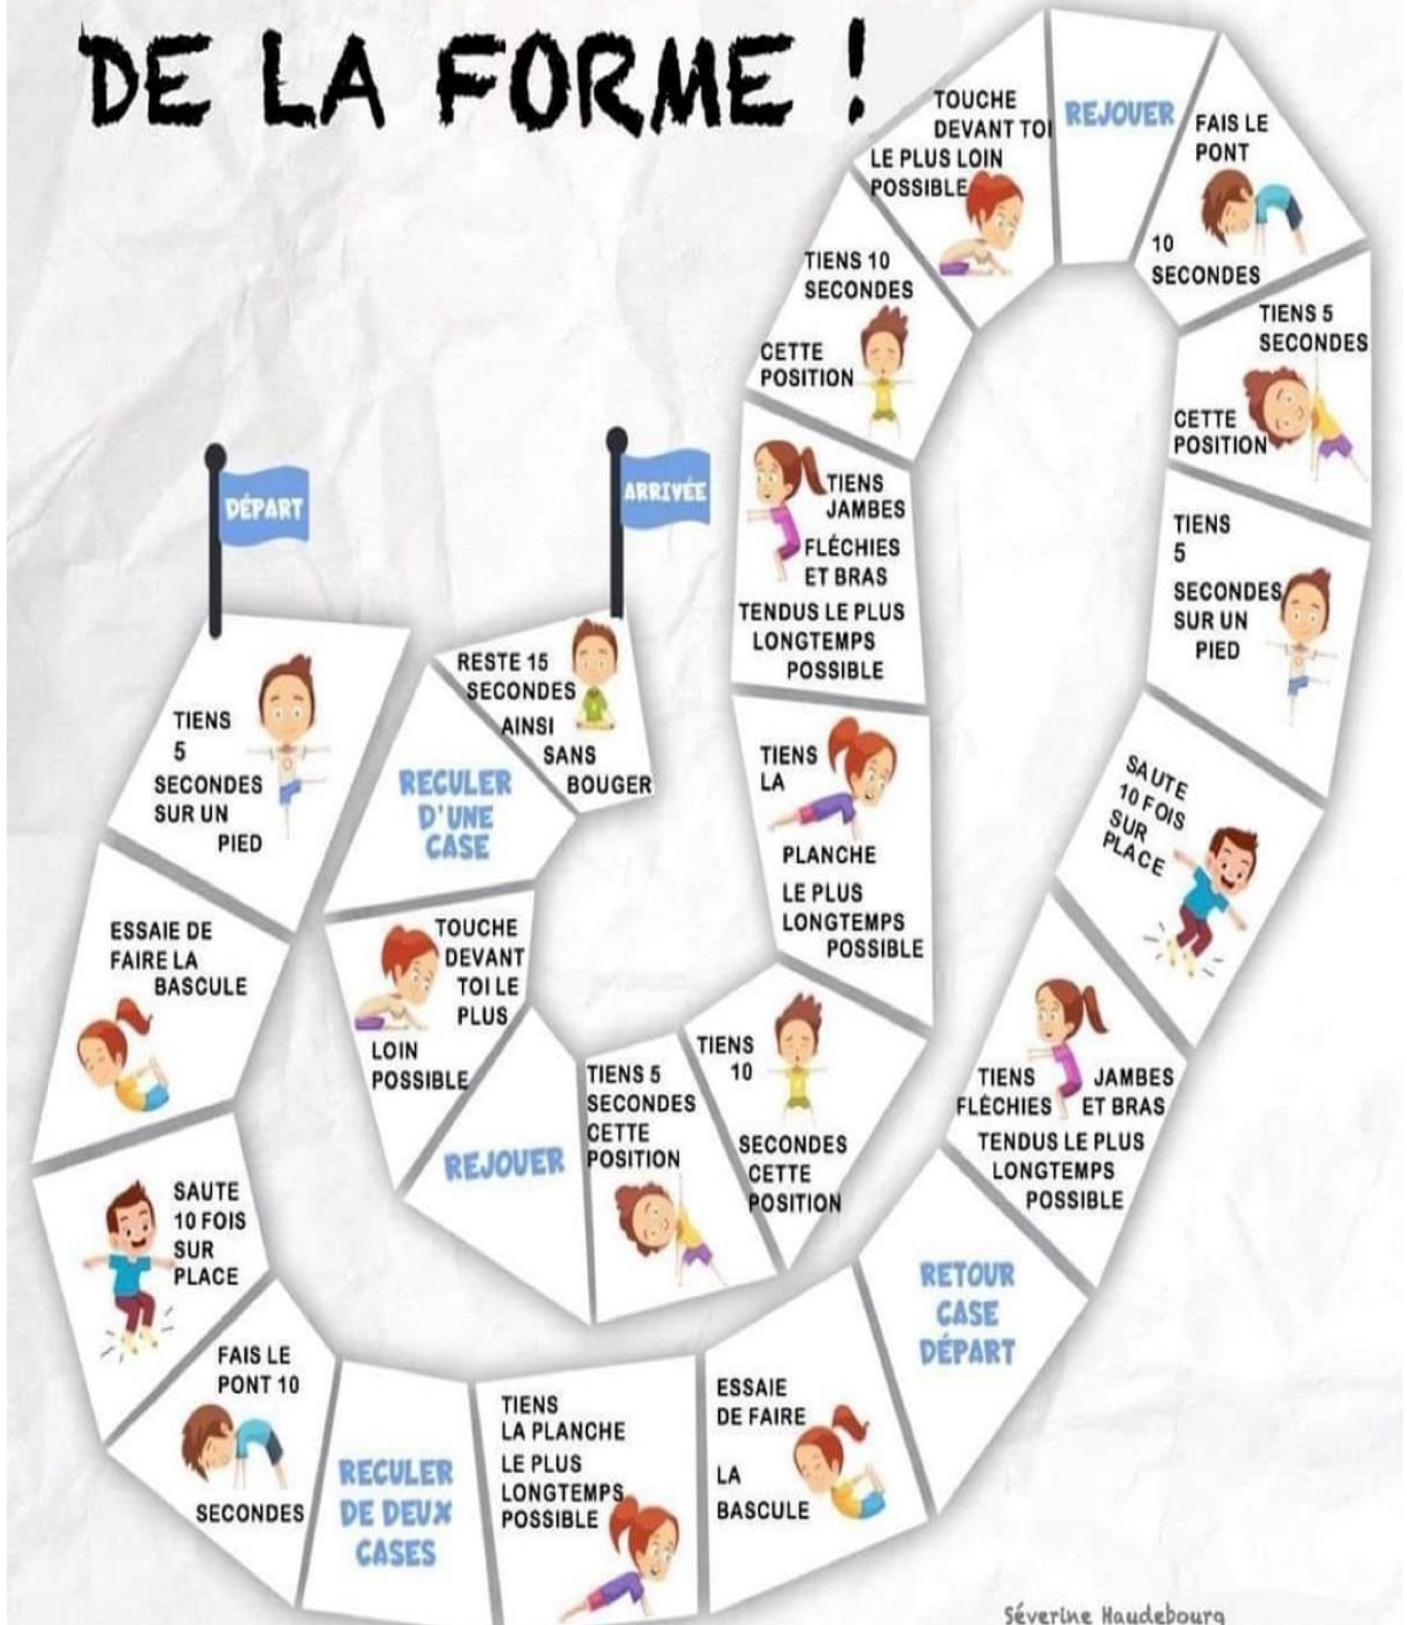 DE LA FORME !
DÉPART
TIENS
5
SECONDES
SUR UN
PIED
ESSAIE DE
FAIRE LA
BASCULE
SAUTE
10 FOIS
SUR
PLACE
FAIS LE
PONT 10
SECONDES
RECULER
DE DEUX
CASES
TIENS
LA PLANCHE
LE PLUS
LONGTEMPS
POSSIBLE
ESSAIE
DE FAIRE
LA
BASCULE
RETOUR
CASE
DÉPART
TIENS JAMBES
FLÉCHIES ET BRAS
TENDUS LE PLUS
LONGTEMPS
POSSIBLE
SAUTE
10 FOIS
SUR
PLACE
TIENS
5
SECONDES
SUR UN
PIED
TIENS 5
SECONDES
CETTE
POSITION
FAIS LE
PONT
10
SECONDES
REJOUER
TOUCHE
DEVANT TOI
LE PLUS LOIN
POSSIBLE
TIENS 10
SECONDES
CETTE
POSITION
TIENS
JAMBES
FLÉCHIES
ET BRAS
TENDUS LE PLUS
LONGTEMPS
POSSIBLE
TIENS
LA
PLANCHE
LE PLUS
LONGTEMPS
POSSIBLE
TIENS
10
SECONDES
CETTE
POSITION
TIENS 5
SECONDES
CETTE
POSITION
REJOUER
TOUCHE
DEVANT
TOI LE
PLUS
LOIN
POSSIBLE
RECULER
D'UNE
CASE
RESTE 15
SECONDES
AINSI
SANS
BOUGER
ARRIVÉE
Séverine Haudebourg